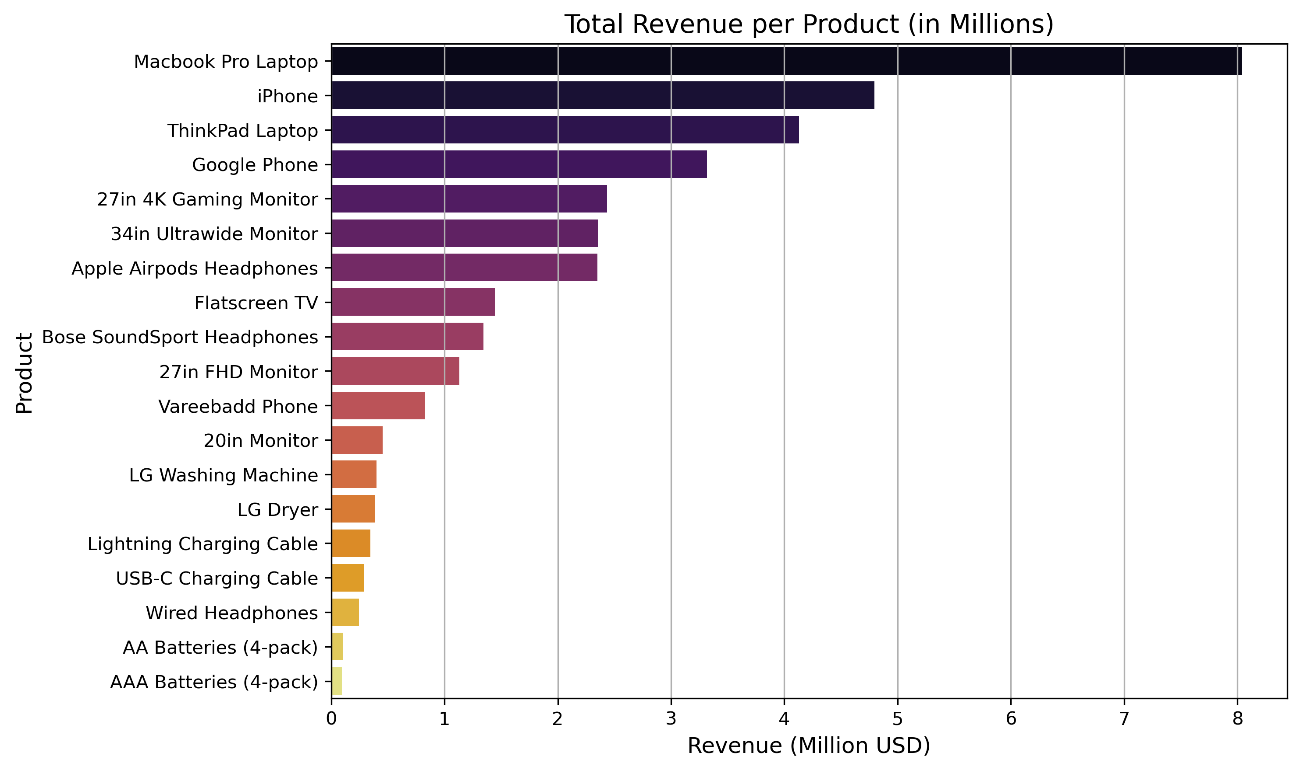 Total Revenue per Product (in Millions)
Product
Macbook Pro Laptop
iPhone
ThinkPad Laptop
Google Phone
27in 4K Gaming Monitor
34in Ultrawide Monitor
Apple Airpods Headphones
Flatscreen TV
Bose SoundSport Headphones
27in FHD Monitor
Vareebadd Phone
20in Monitor
LG Washing Machine
LG Dryer
Lightning Charging Cable
USB-C Charging Cable
Wired Headphones
AA Batteries (4-pack)
AAA Batteries (4-pack)
0 1 2 3 4 5 6 7 8
Revenue (Million USD)